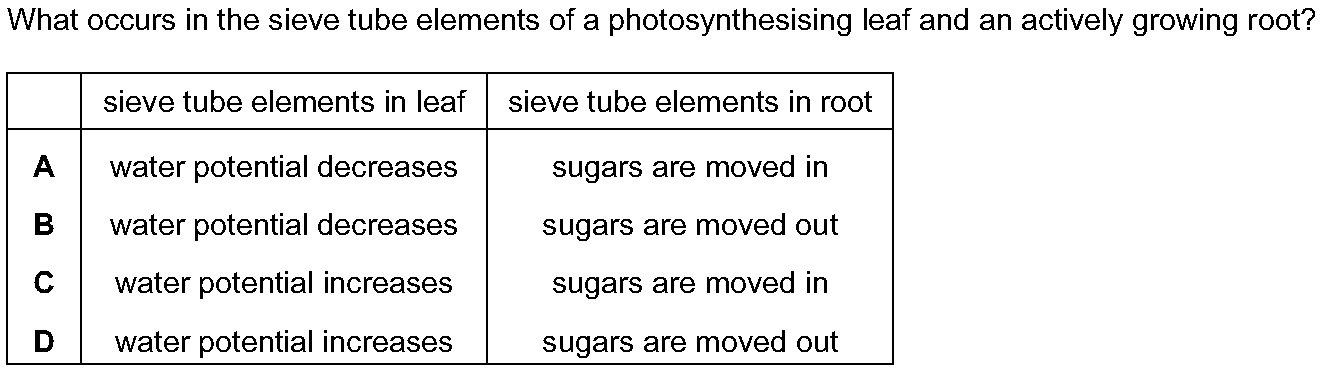 What occurs in the sieve tube elements of a photosynthesising leaf and an actively growing root?
sieve tube elements in leaf sieve tube elements in root
A water potential decreases sugars are moved in
B water potential decreases sugars are moved out
C water potential increases sugars are moved in
D water potential increases sugars are moved out